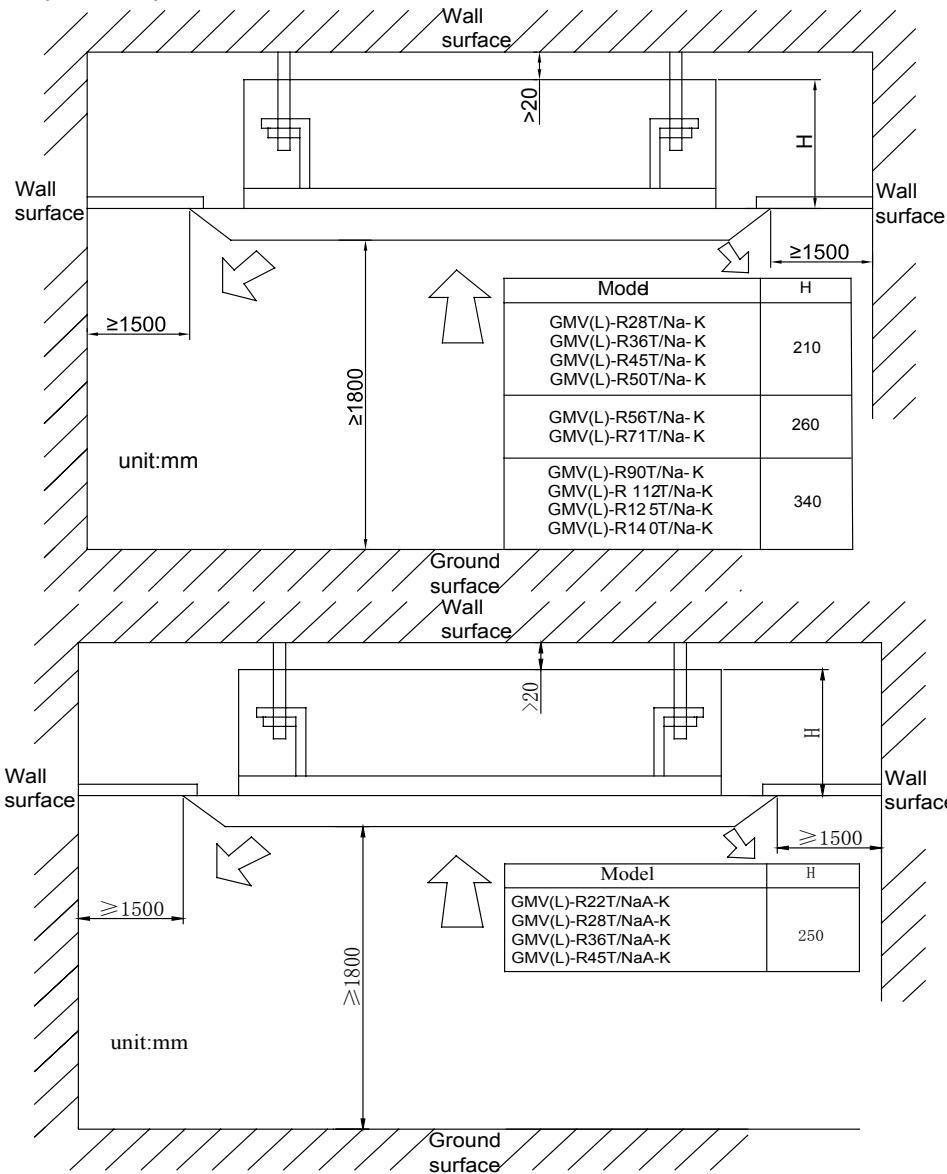 Wall
surface
>20
H
Wall
surface
Wall
surface
≥1500
≥1500
≥1800
Model H
GMV(L)-R28T/Na-K
GMV(L)-R36T/Na-K
GMV(L)-R45T/Na-K
GMV(L)-R50T/Na-K
210
GMV(L)-R56T/Na-K
GMV(L)-R71T/Na-K
260
GMV(L)-R90T/Na-K
GMV(L)-R 112T/Na-K
GMV(L)-R12 5T/Na-K
GMV(L)-R14 0T/Na-K
340
unit:mm
Ground
surface
Wall
surface
>20
H
Wall
surface
Wall
surfac
≥1500
≥1500
≥1800
Model H
GMV(L)-R22T/NaA-K
GMV(L)-R28T/NaA-K
GMV(L)-R36T/NaA-K
GMV(L)-R45T/NaA-K
250
unit:mm
Ground
surface